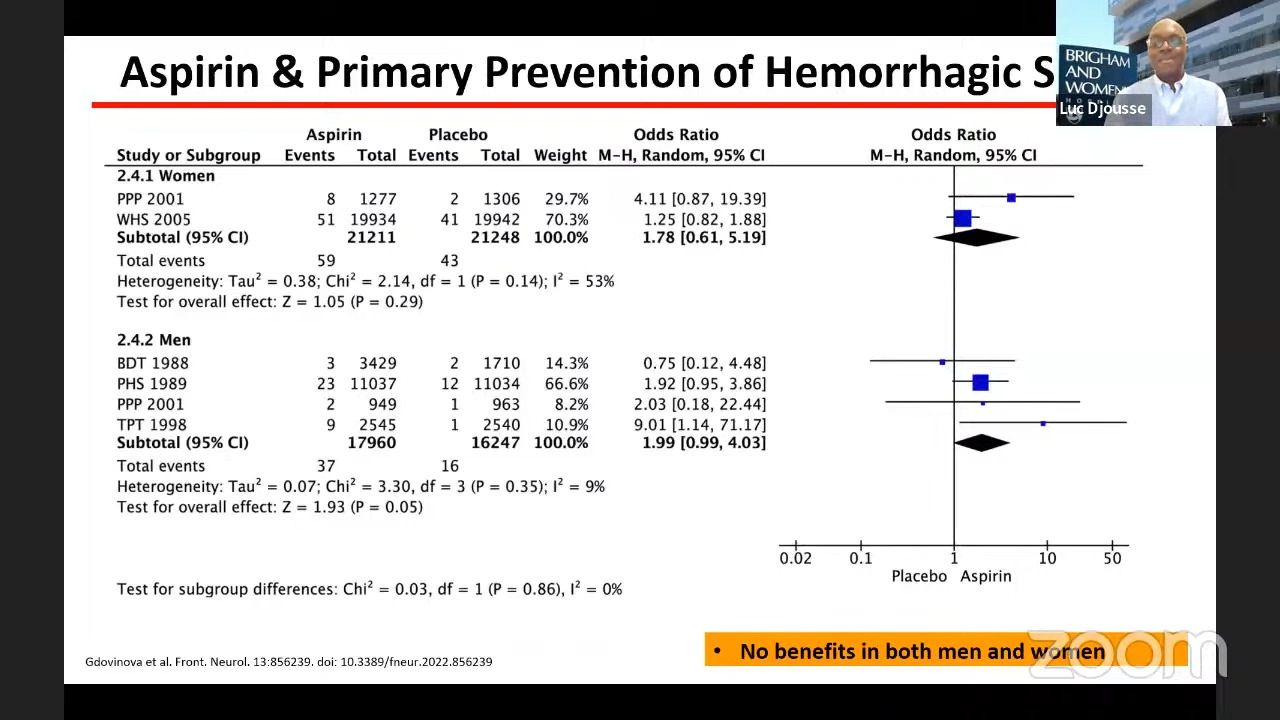 Aspirin & Primary Prevention of Hemorrhagic S
BRIGHAM
AND
WOMEN
Luc Djousse
Aspirin Placebo Odds Ratio Odds Ratio
Study or Subgroup Events Total Events Total Weight M-H, Random, 95% CI M-H, Random, 95% CI
2.4.1 Women
PPP 2001 8 1277 2 1306 29.7% 4.11 [0.87, 19.39]
WHS 2005 51 19934 41 19942 70.3% 1.25 [0.82, 1.88]
Subtotal (95% CI) 21211 21248 100.0% 1.78 [0.61, 5.19]
Total events 59 43
Heterogeneity: Tau² = 0.38; Chi² = 2.14, df = 1 (P = 0.14); I² = 53%
Test for overall effect: Z = 1.05 (P = 0.29)
2.4.2 Men
BDT 1988 3 3429 2 1710 14.3% 0.75 [0.12, 4.48]
PHS 1989 23 11037 12 11034 66.6% 1.92 [0.95, 3.86]
PPP 2001 2 949 1 963 8.2% 2.03 [0.18, 22.44]
TPT 1998 9 2545 1 2540 10.9% 9.01 [1.14, 71.17]
Subtotal (95% CI) 17960 16247 100.0% 1.99 [0.99, 4.03]
Total events 37 16
Heterogeneity: Tau² = 0.07; Chi² = 3.30, df = 3 (P = 0.35); I² = 9%
Test for overall effect: Z = 1.93 (P = 0.05)
0.02 0.1 1 10 50
Placebo Aspirin
Test for subgroup differences: Chi² = 0.03, df = 1 (P = 0.86), I² = 0%
• No benefits in both men and women
Gdovinova et al. Front. Neurol. 13:856239. doi: 10.3389/fneur.2022.856239
zoom